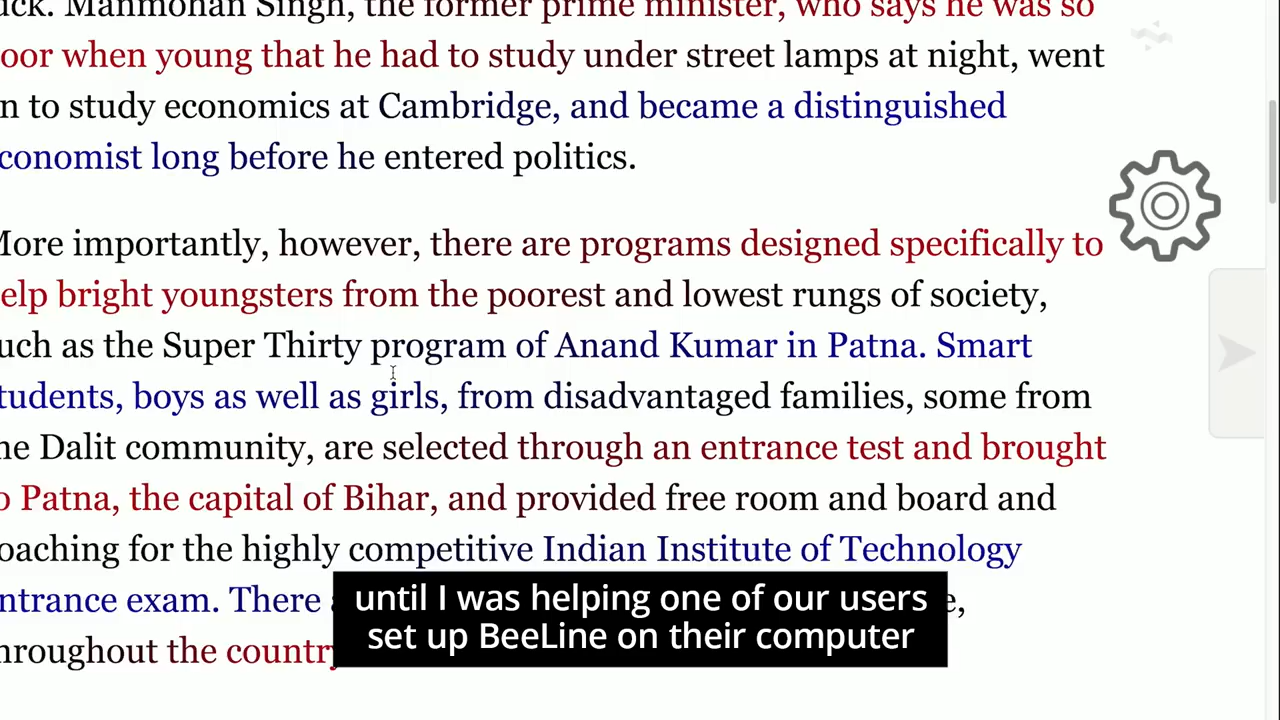 uck. Manmohan Singh, the former prime minister, who says he was so
oor when young that he had to study under street lamps at night, went
n to study economics at Cambridge, and became a distinguished
conomist long before he entered politics.
More importantly, however, there are programs designed specifically to
elp bright youngsters from the poorest and lowest rungs of society,
uch as the Super Thirty program of Anand Kumar in Patna. Smart
tudents, boys as well as girls, from disadvantaged families, some from
he Dalit community, are selected through an entrance test and brought
o Patna, the capital of Bihar, and provided free room and board and
oaching for the highly competitive Indian Institute of Technology
ntrance exam. There
e,
hroughout the country
until I was helping one of our users
set up BeeLine on their computer